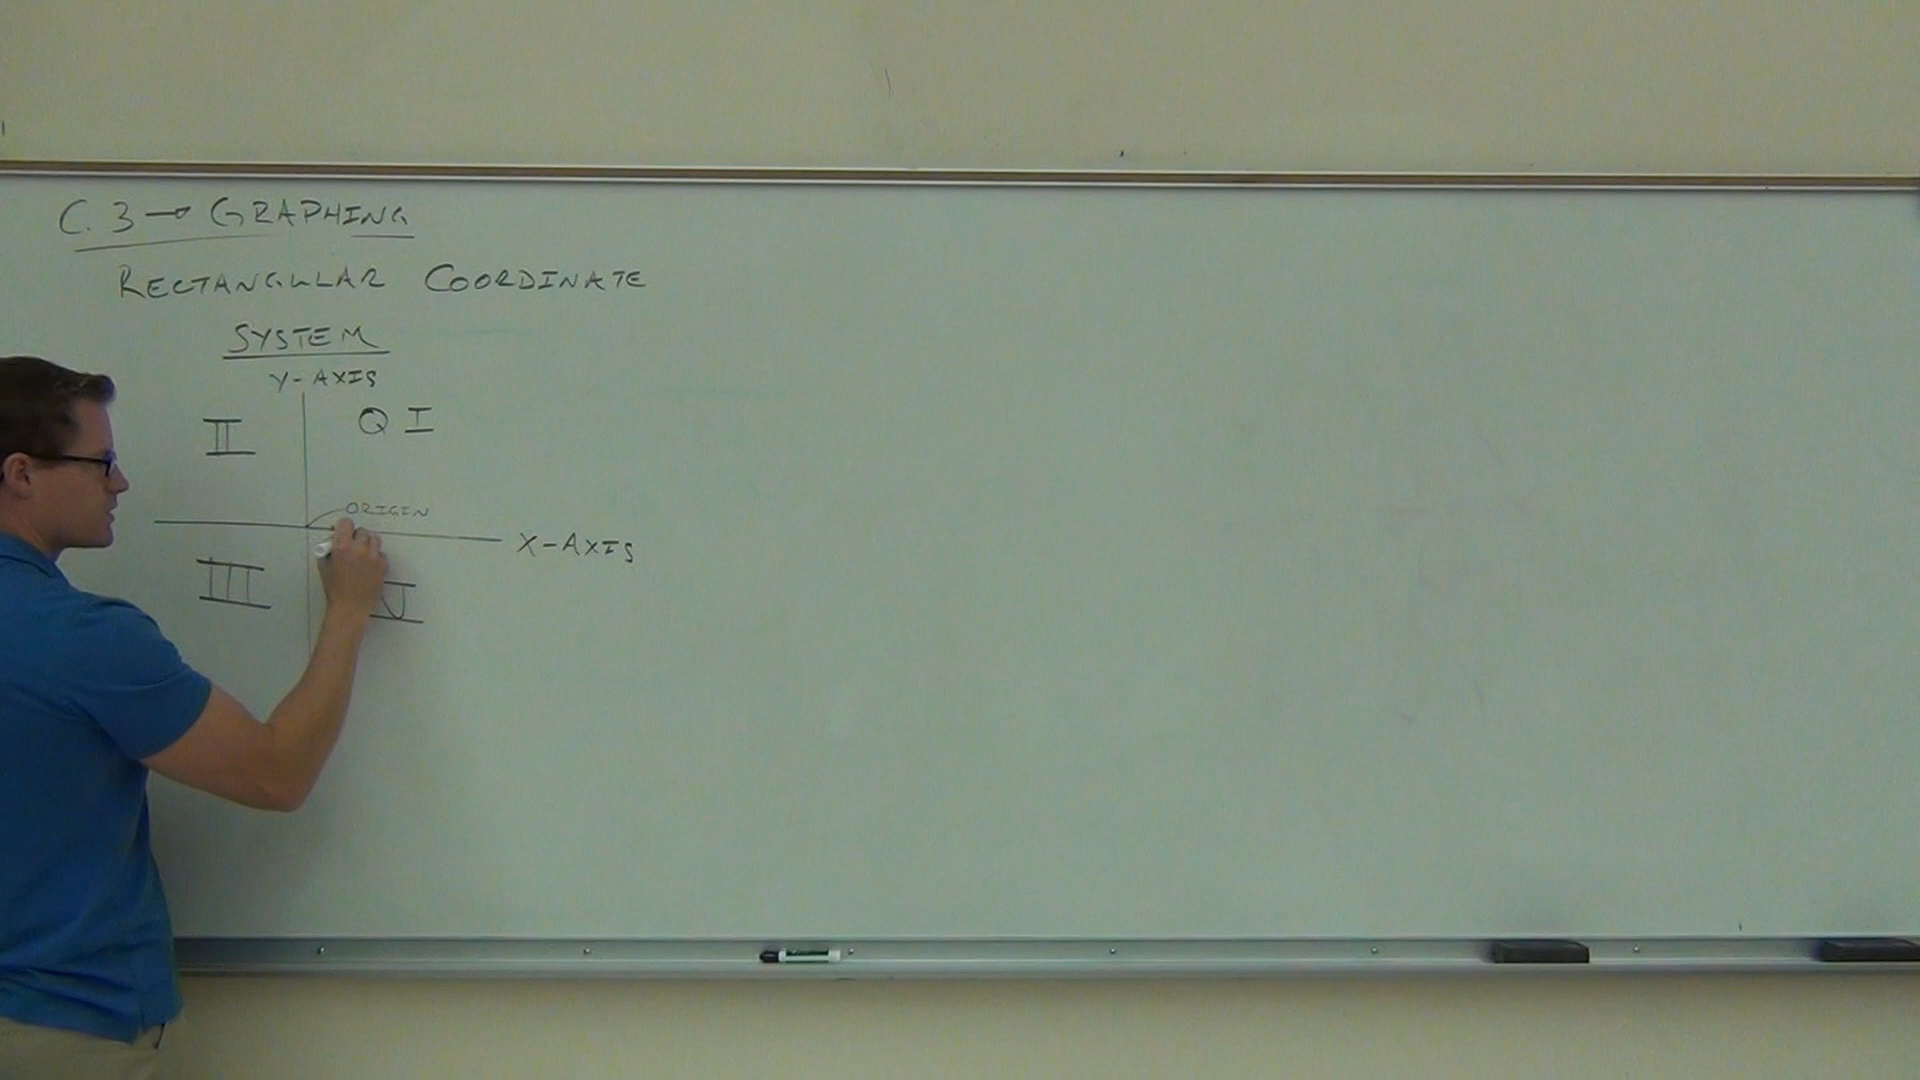 C.3 → GRAPHING
RECTANGULAR COORDINATE
SYSTEM
Y-AXIS
II
Q I
ORIGIN
X-AXIS
III